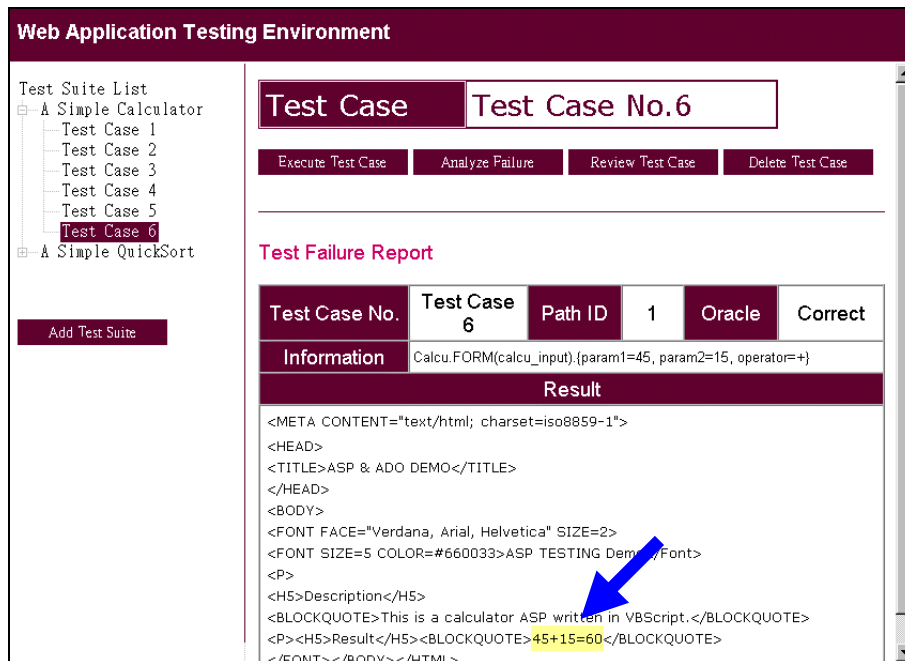 Web Application Testing Environment
Test Suite List
A Simple Calculator
Test Case 1
Test Case 2
Test Case 3
Test Case 4
Test Case 5
Test Case 6
A Simple QuickSort
Add Test Suite
Test Case Test Case No.6
Execute Test Case Analyze Failure Review Test Case Delete Test Case
Test Failure Report
Test Case No. Test Case 6 Path ID 1 Oracle Correct
Information Calcu.FORM(calcu_input).{param1=45, param2=15, operator=+}
Result
<META CONTENT="text/html; charset=iso8859-1">
<HEAD>
<TITLE>ASP & ADO DEMO</TITLE>
</HEAD>
<BODY>
<FONT FACE="Verdana, Arial, Helvetica" SIZE=2>
<FONT SIZE=5 COLOR=#660033>ASP TESTING Demo</Font>
<P>
<H5>Description</H5>
<BLOCKQUOTE>This is a calculator ASP written in VBScript.</BLOCKQUOTE>
<P><H5>Result</H5><BLOCKQUOTE>45+15=60</BLOCKQUOTE>
</FONT></BODY></HTML>